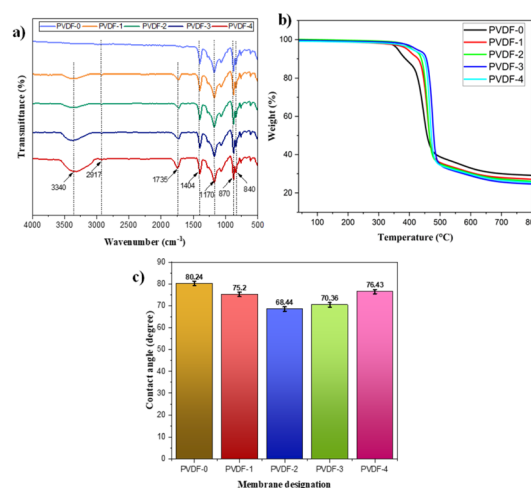 a)
PVDF-0 PVDF-1 PVDF-2 PVDF-3 PVDF-4
Transmittance (%)
3340
2917
1735
1404
1170
870
840
4000 3500 3000 2500 2000 1500 1000 500
Wavenumber (cm⁻¹)
b)
PVDF-0
PVDF-1
PVDF-2
PVDF-3
PVDF-4
Weight (%)
100
80
60
40
20
100 200 300 400 500 600 700 800
Temperature (°C)
c)
Contact angle (degree)
90
80
70
60
50
40
30
20
10
0
80.24
75.2
68.44
70.36
76.43
PVDF-0 PVDF-1 PVDF-2 PVDF-3 PVDF-4
Membrane designation